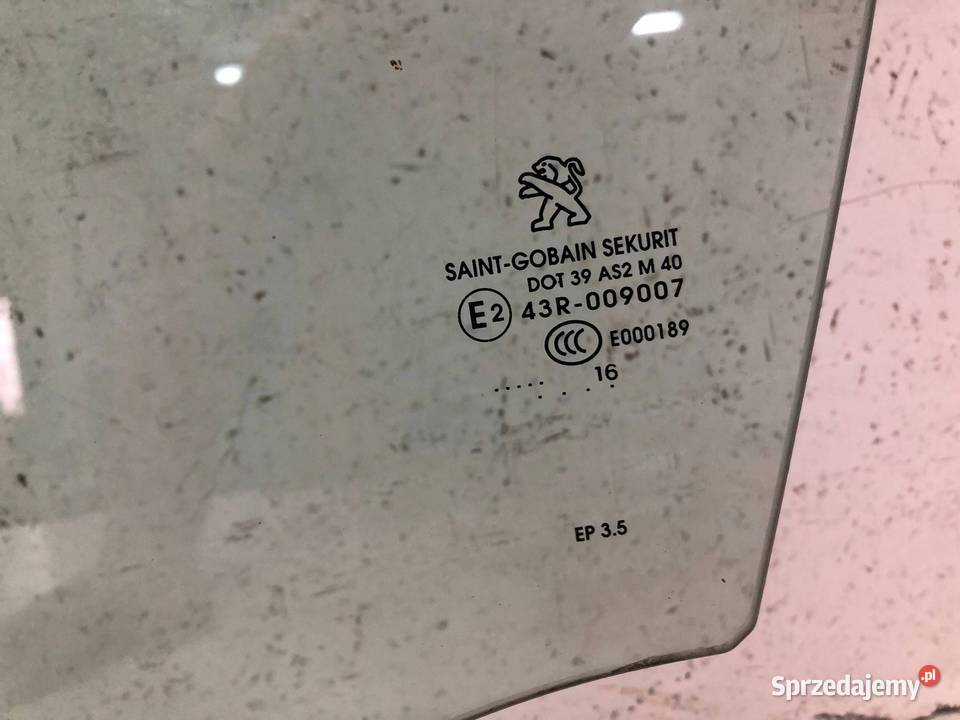 SAINT-GOBAIN SEKURIT
DOT 39 AS2 M 40
E2 43R-009007
CCC E000189
16
EP 3.5
Sprzedajemy.pl